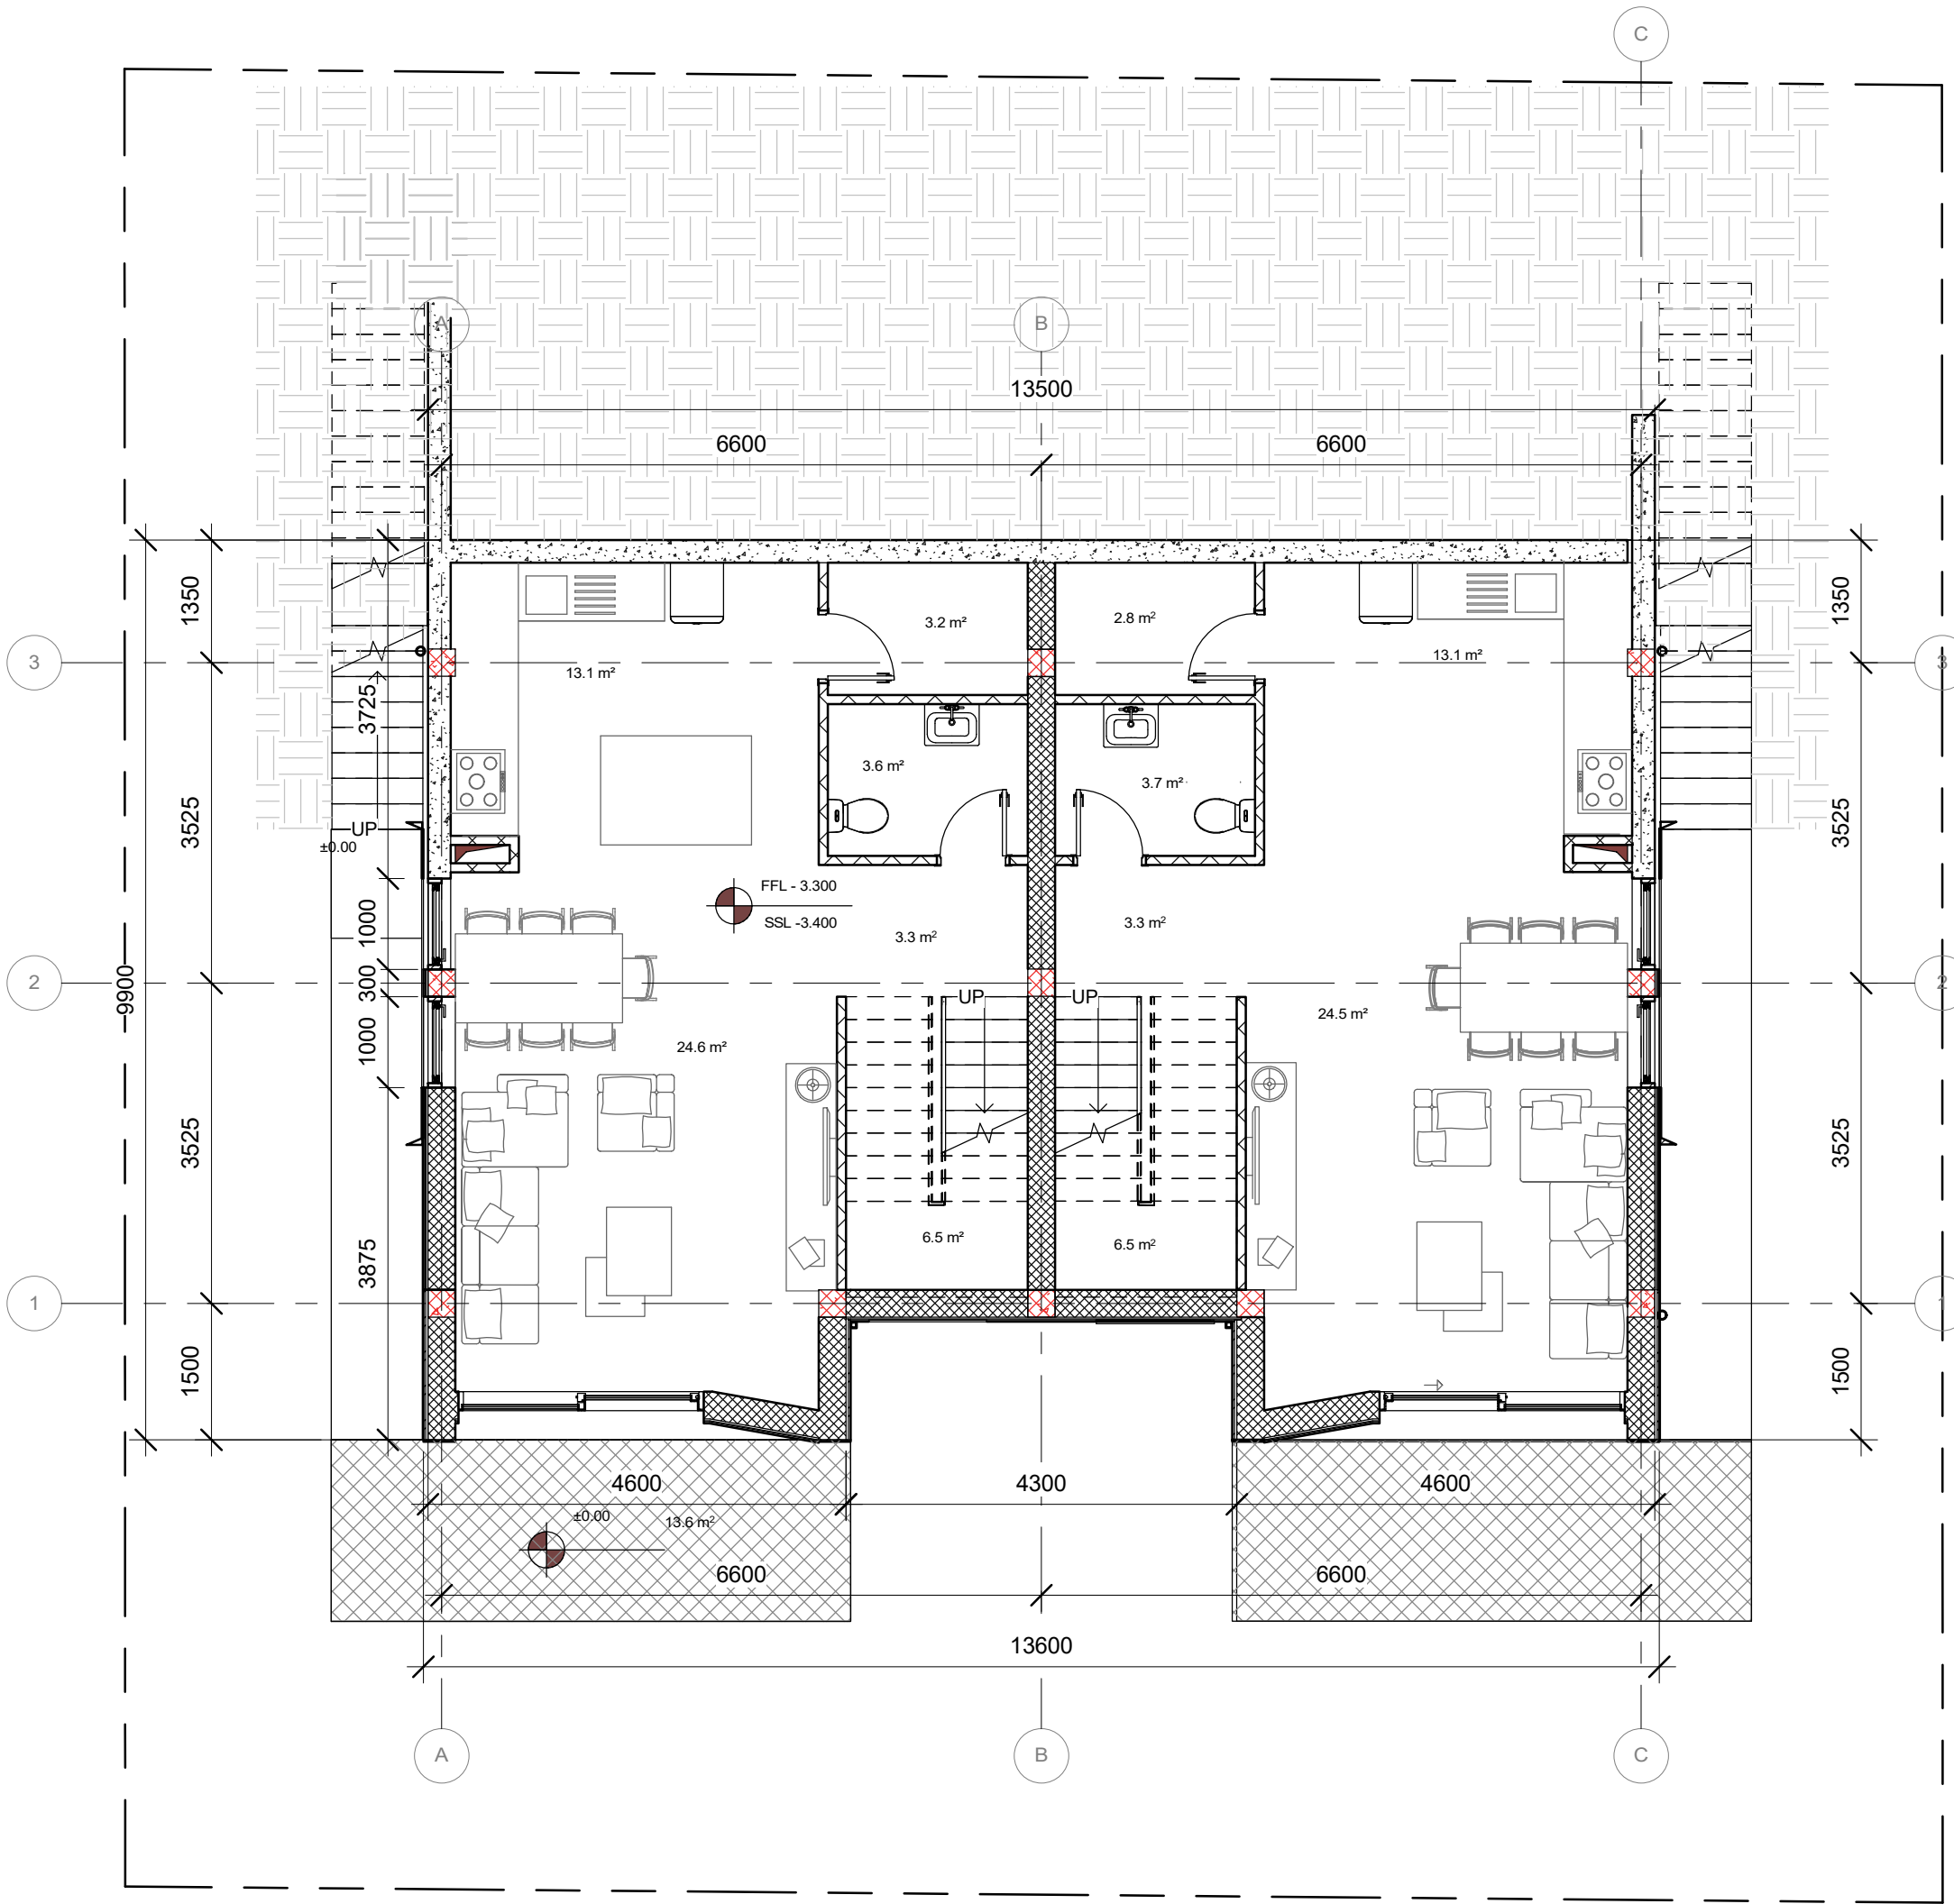 C
A
B
13500
6600
6600
1350
1350
3.2 m²
2.8 m²
3
13.1 m²
13.1 m²
3
3725
3.6 m²
3.7 m²
3525
3525
UP
±0.00
FFL - 3.300
SSL -3.400
3.3 m²
3.3 m²
1000
2
9900
300
UP
UP
2
24.5 m²
1000
24.6 m²
3525
3525
6.5 m²
6.5 m²
3875
1
1
1500
1500
4600
4300
4600
±0.00
13.6 m²
6600
6600
13600
A
B
C